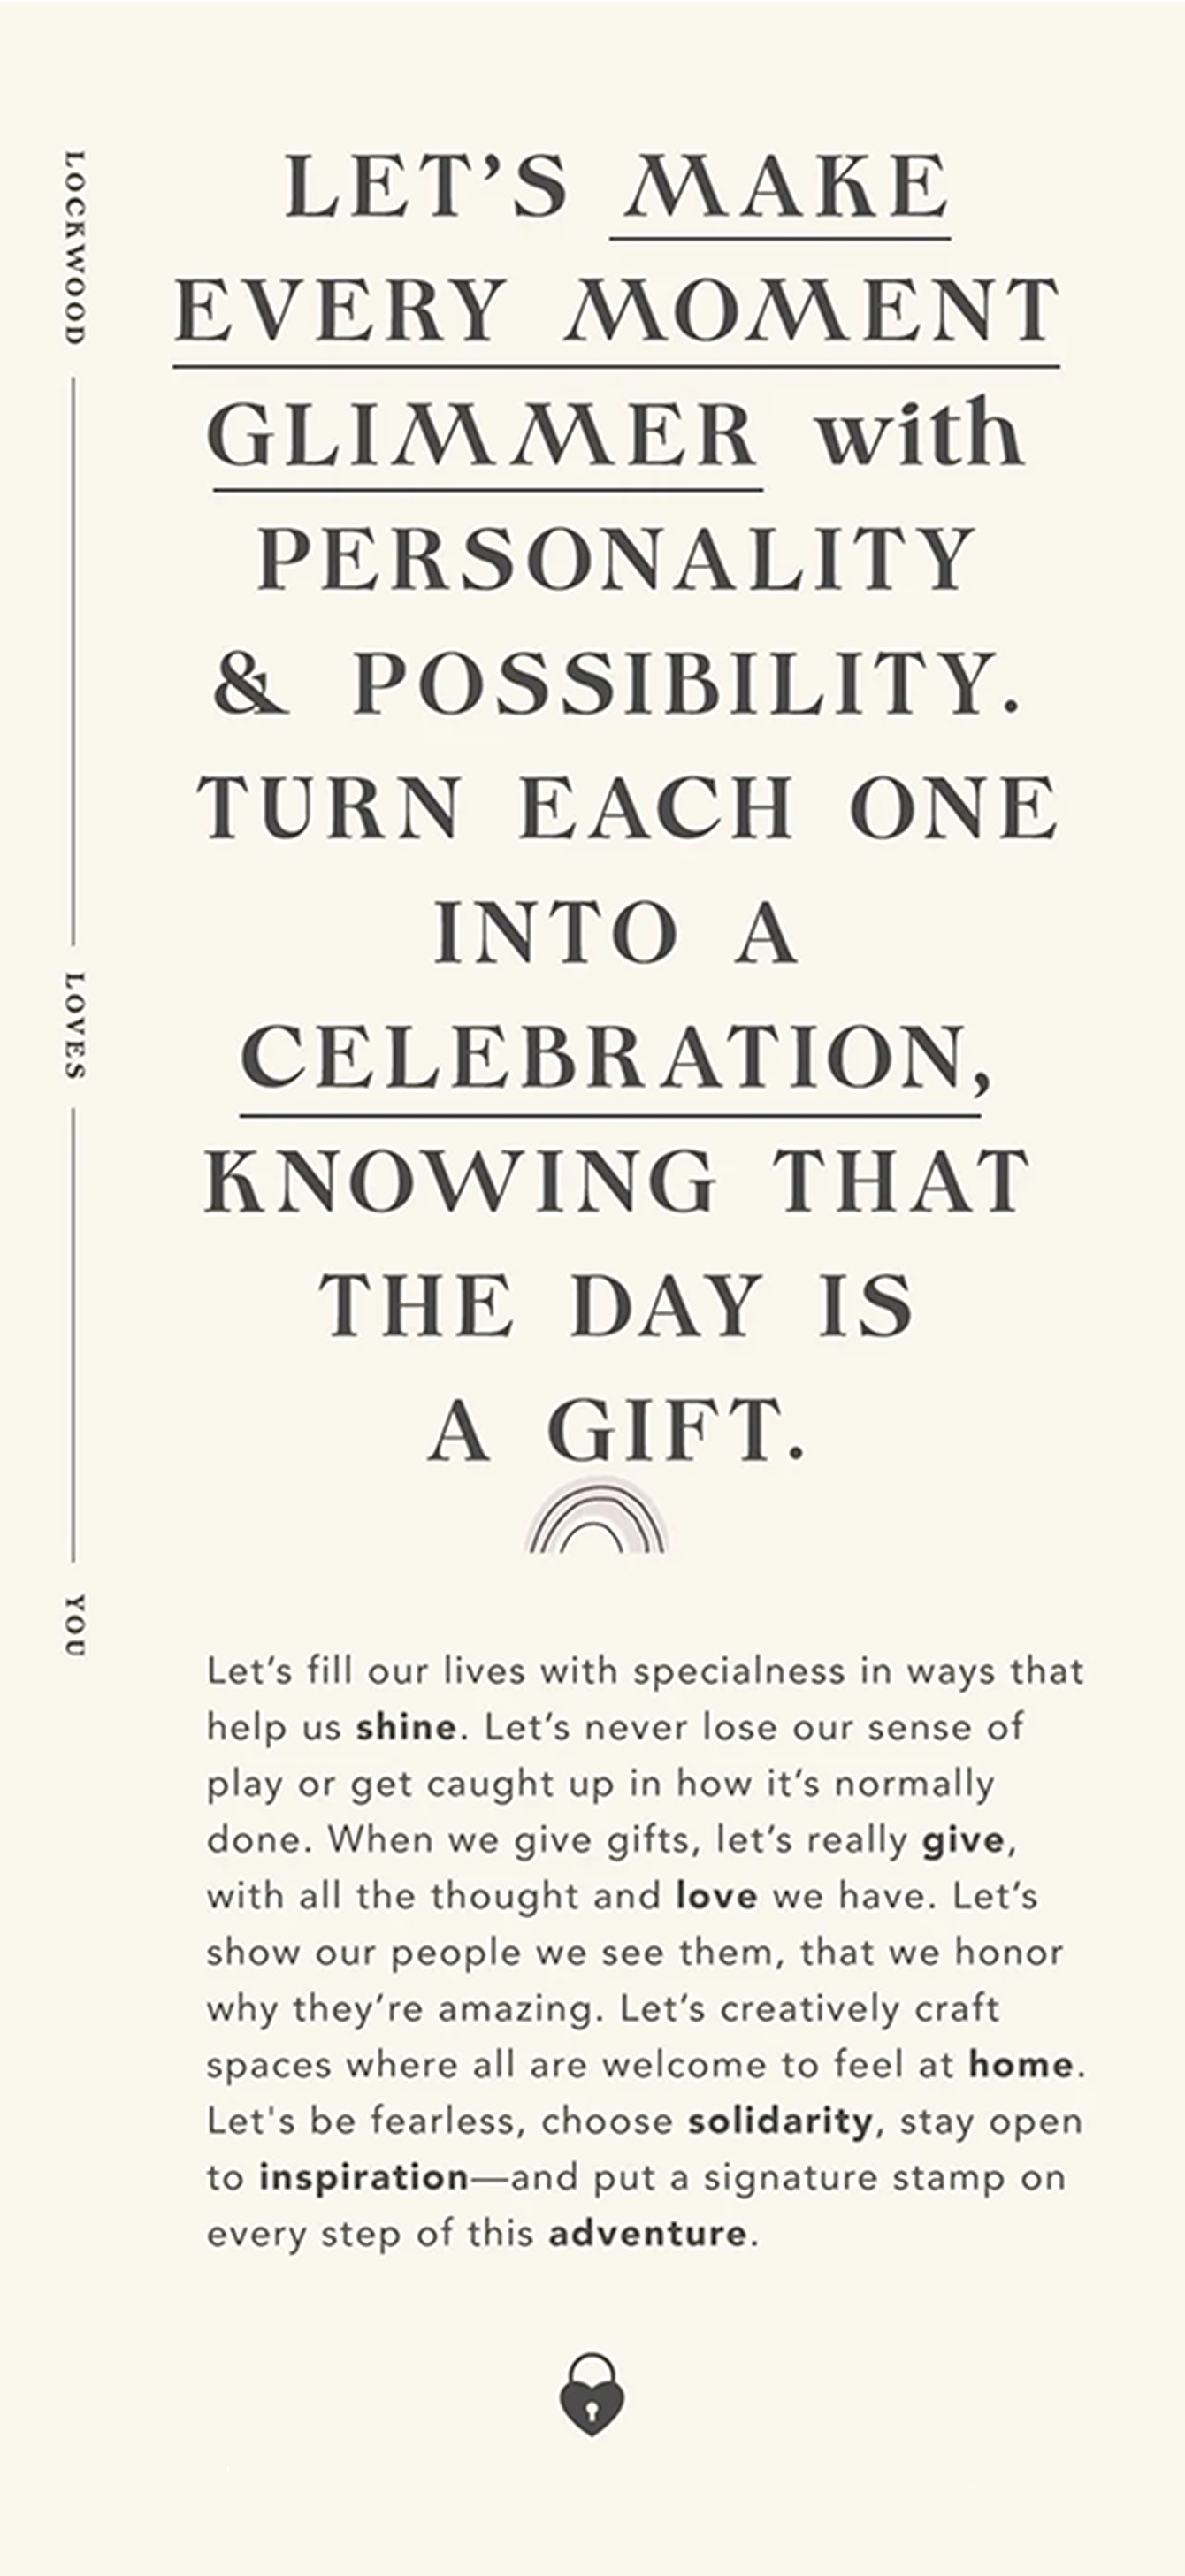 LOCKWOOD
LOVES
YOU
LET’S MAKE
EVERY MOMENT
GLIMMER with
PERSONALITY
& POSSIBILITY.
TURN EACH ONE
INTO A
CELEBRATION,
KNOWING THAT
THE DAY IS
A GIFT.
Let’s fill our lives with specialness in ways that
help us shine. Let’s never lose our sense of
play or get caught up in how it’s normally
done. When we give gifts, let’s really give,
with all the thought and love we have. Let’s
show our people we see them, that we honor
why they’re amazing. Let’s creatively craft
spaces where all are welcome to feel at home.
Let's be fearless, choose solidarity, stay open
to inspiration—and put a signature stamp on
every step of this adventure.